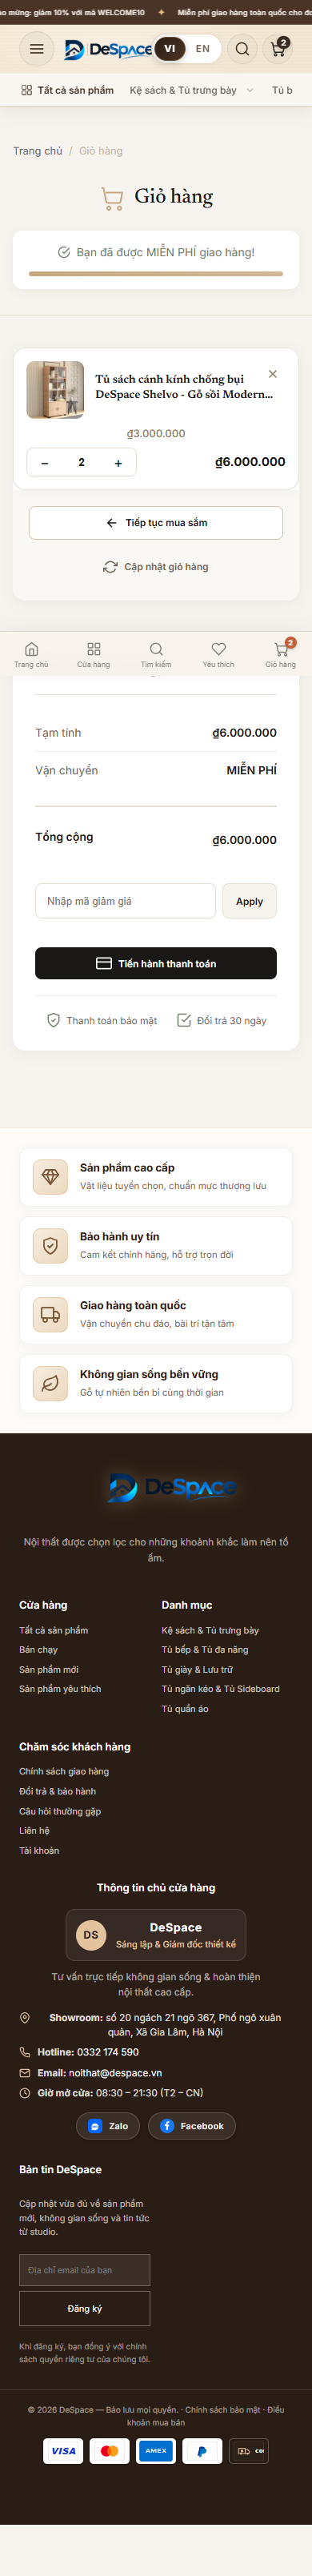 mừng: giảm 10% với mã WELCOME10 ✦ Miễn phí giao hàng toàn quốc cho
DeSpace VI EN 2
Tất cả sản phẩm Kệ sách & Tủ trưng bày Tủ b
Trang chủ / Giỏ hàng
Giỏ hàng
Bạn đã được MIỄN PHÍ giao hàng!
Tủ sách cánh kính chống bụi
DeSpace Shelvo - Gỗ sồi Modern...
₫3.000.000
− 2 + ₫6.000.000
Tiếp tục mua sắm
Cập nhật giỏ hàng
Trang chủ Cửa hàng Tìm kiếm Yêu thích 2 Giỏ hàng
Tạm tính ₫6.000.000
Vận chuyển MIỄN PHÍ
Tổng cộng ₫6.000.000
Nhập mã giảm giá Apply
Tiến hành thanh toán
Thanh toán bảo mật Đổi trả 30 ngày
Sản phẩm cao cấp
Vật liệu tuyển chọn, chuẩn mực thượng lưu
Bảo hành uy tín
Cam kết chính hãng, hỗ trợ trọn đời
Giao hàng toàn quốc
Vận chuyển chu đáo, bài trí tận tâm
Không gian sống bền vững
Gỗ tự nhiên bền bỉ cùng thời gian
DeSpace
Nội thất được chọn lọc cho những khoảnh khắc làm nên tổ
ấm.
Cửa hàng
Tất cả sản phẩm
Bán chạy
Sản phẩm mới
Sản phẩm yêu thích
Danh mục
Kệ sách & Tủ trưng bày
Tủ bếp & Tủ đa năng
Tủ giày & Lưu trữ
Tủ ngăn kéo & Tủ Sideboard
Tủ quần áo
Chăm sóc khách hàng
Chính sách giao hàng
Đổi trả & bảo hành
Câu hỏi thường gặp
Liên hệ
Tài khoản
Thông tin chủ cửa hàng
DS DeSpace
Sáng lập & Giám đốc thiết kế
Tư vấn trực tiếp không gian sống & hoàn thiện
nội thất cao cấp.
Showroom: số 20 ngách 21 ngõ 367, Phố ngô xuân
quản, Xã Gia Lâm, Hà Nội
Hotline: 0332 174 590
Email: noithat@despace.vn
Giờ mở cửa: 08:30 – 21:30 (T2 – CN)
Zalo Facebook
Bản tin DeSpace
Cập nhật vừa đủ về sản phẩm
mới, không gian sống và tin tức
từ studio.
Địa chỉ email của bạn
Đăng ký
Khi đăng ký, bạn đồng ý với chính
sách quyền riêng tư của chúng tôi.
© 2026 DeSpace — Bảo lưu mọi quyền. · Chính sách bảo mật · Điều
khoản mua bán
VISA AMEX